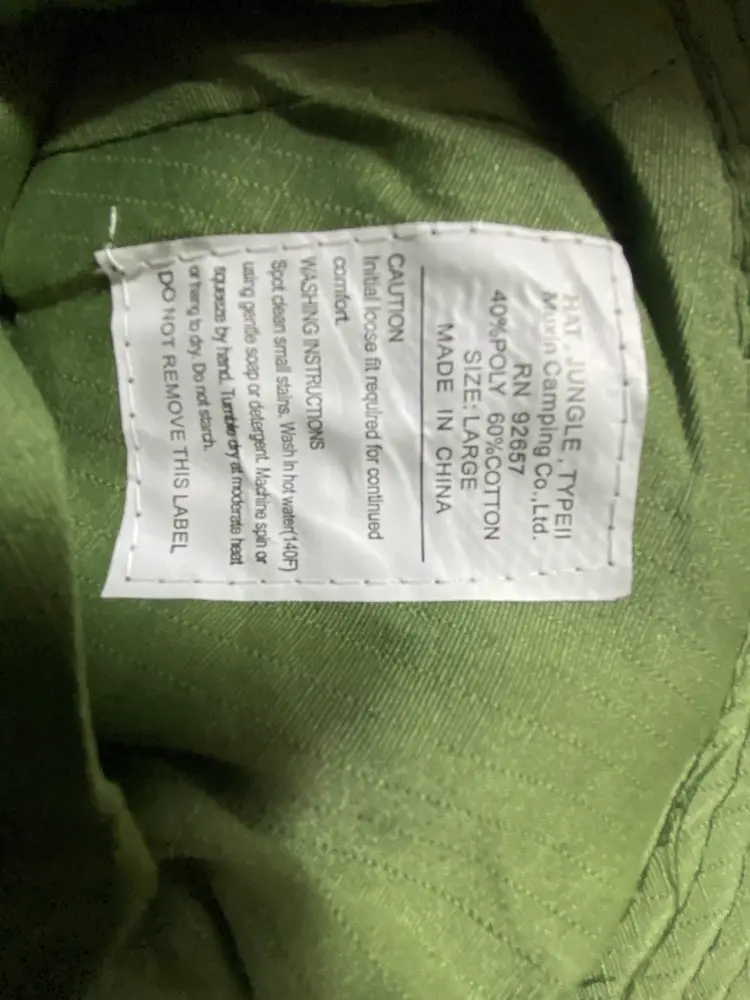 HAT , JUNGLE , TYPEII
Muxin Camping Co.,Ltd.
RN 92657
40%POLY 60%COTTON
SIZE: LARGE
MADE IN CHINA
CAUTION
Initial loose fit required for continued
comfort.
WASHING INSTRUCTIONS
Spot clean small stains. Wash In hot water(140F)
using gentle soap or detergent. Machine spin or
squeeze by hand. Tumble dry at moderate heat
or hang to dry. Do not starch.
DO NOT REMOVE THIS LABEL